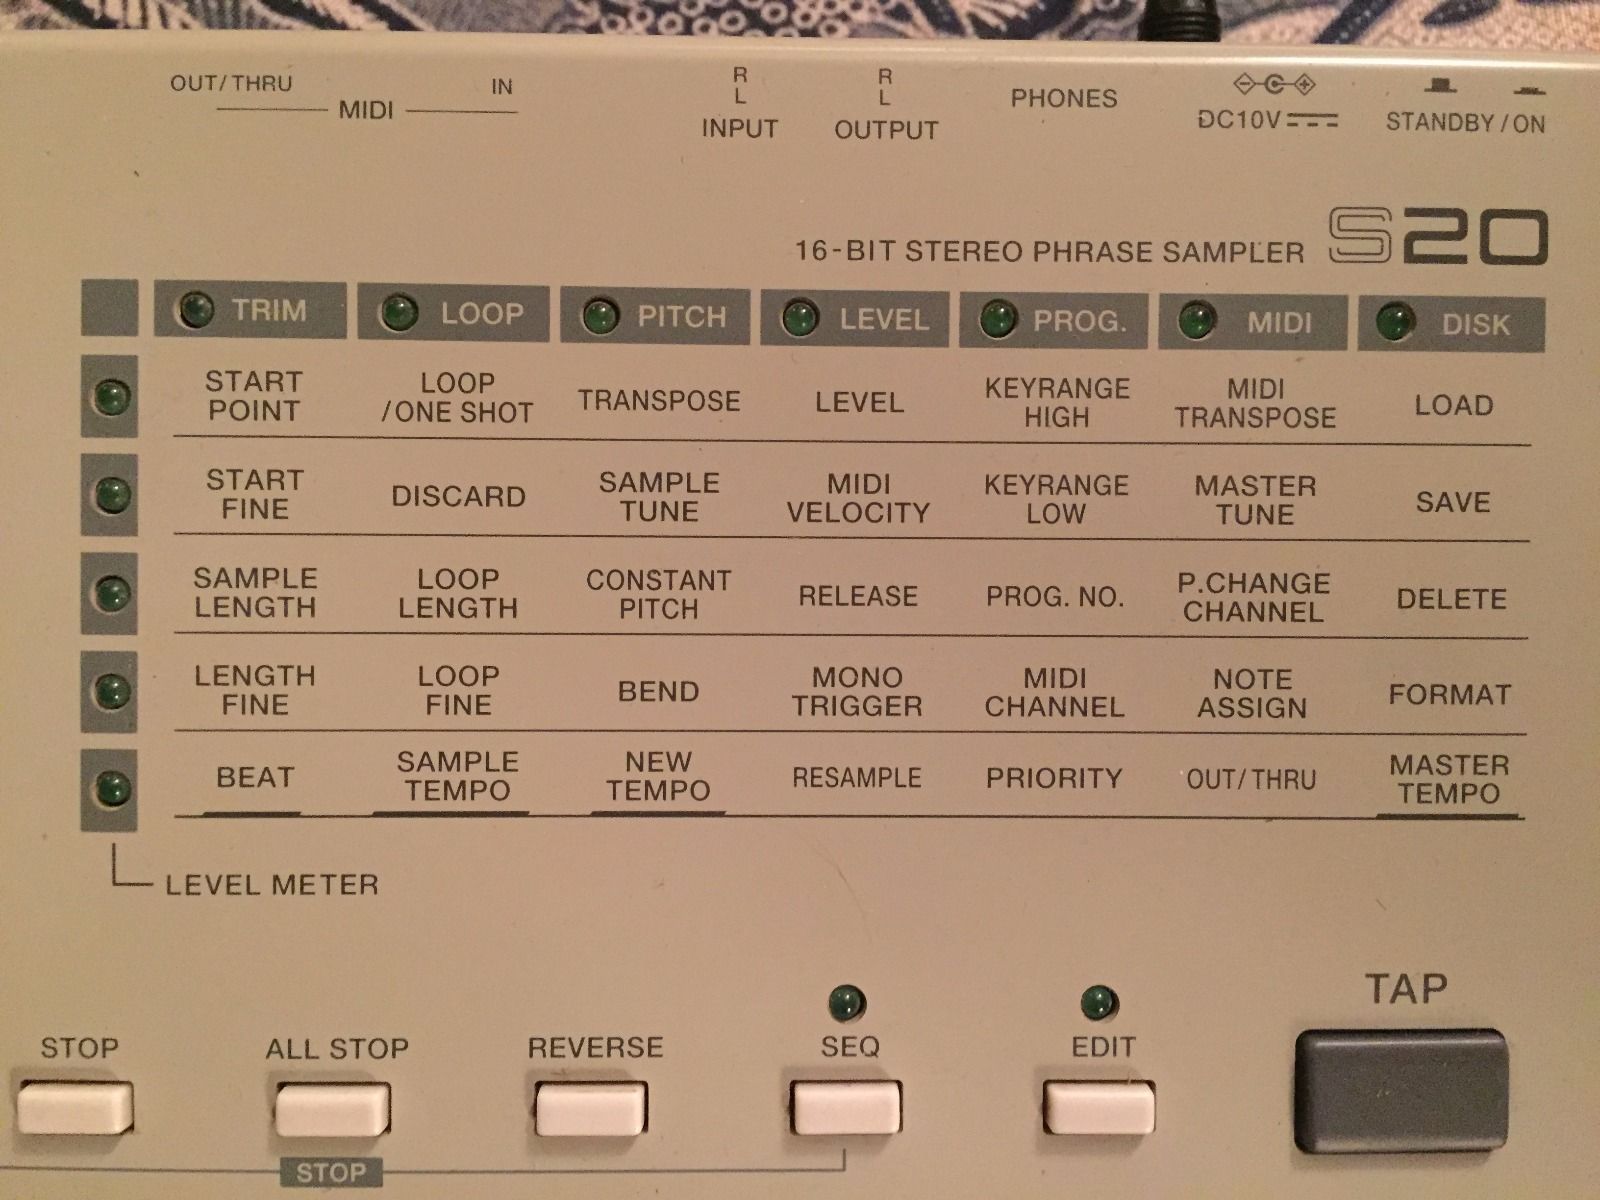 OUT/THRU IN
MIDI
R
L
INPUT
R
L
OUTPUT
PHONES
DC10V
STANDBY/ON
16-BIT STEREO PHRASE SAMPLER S20
TRIM LOOP PITCH LEVEL PROG. MIDI DISK
START POINT
LOOP /ONE SHOT
TRANSPOSE
LEVEL
KEYRANGE HIGH
MIDI TRANSPOSE
LOAD
START FINE
DISCARD
SAMPLE TUNE
MIDI VELOCITY
KEYRANGE LOW
MASTER TUNE
SAVE
SAMPLE LENGTH
LOOP LENGTH
CONSTANT PITCH
RELEASE
PROG. NO.
P.CHANGE CHANNEL
DELETE
LENGTH FINE
LOOP FINE
BEND
MONO TRIGGER
MIDI CHANNEL
NOTE ASSIGN
FORMAT
BEAT
SAMPLE TEMPO
NEW TEMPO
RESAMPLE
PRIORITY
OUT/THRU
MASTER TEMPO
LEVEL METER
TAP
STOP ALL STOP REVERSE SEQ EDIT
STOP